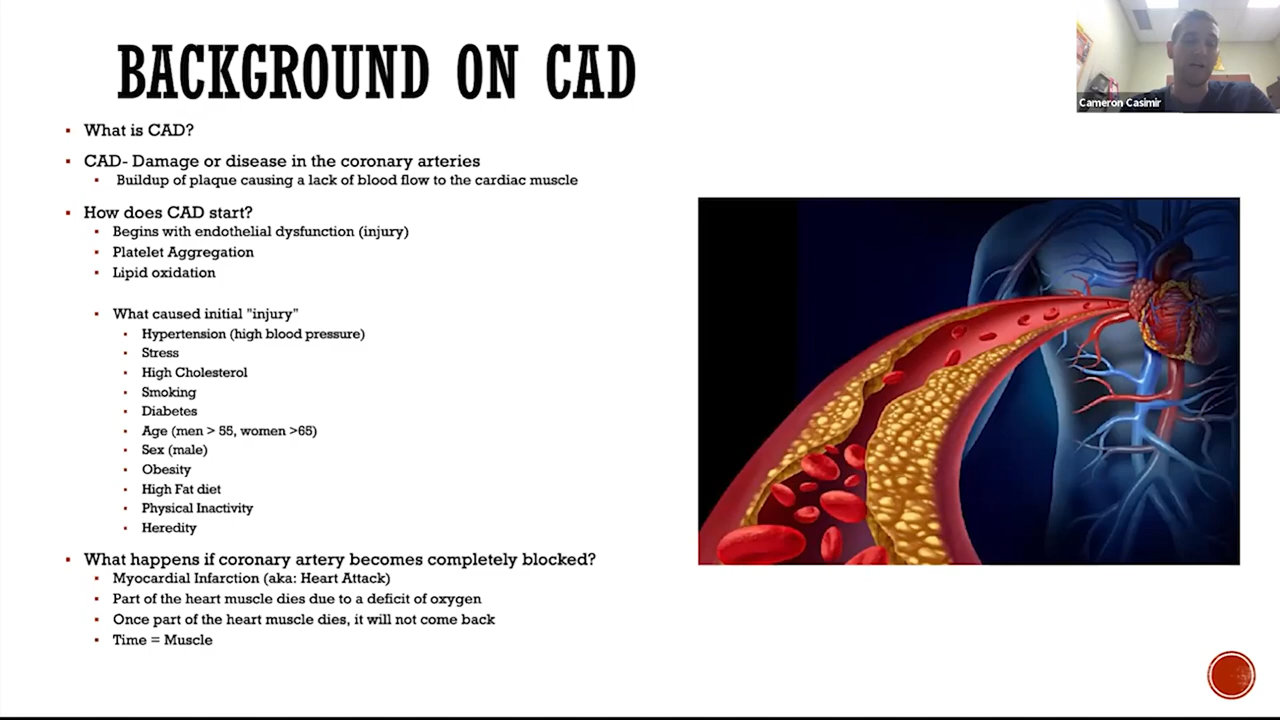 BACKGROUND ON CAD
Cameron Casimir
What is CAD?
CAD- Damage or disease in the coronary arteries
Buildup of plaque causing a lack of blood flow to the cardiac muscle
How does CAD start?
Begins with endothelial dysfunction (injury)
Platelet Aggregation
Lipid oxidation
What caused initial "injury"
Hypertension (high blood pressure)
Stress
High Cholesterol
Smoking
Diabetes
Age (men > 55, women >65)
Sex (male)
Obesity
High Fat diet
Physical Inactivity
Heredity
What happens if coronary artery becomes completely blocked?
Myocardial Infarction (aka: Heart Attack)
Part of the heart muscle dies due to a deficit of oxygen
Once part of the heart muscle dies, it will not come back
Time = Muscle